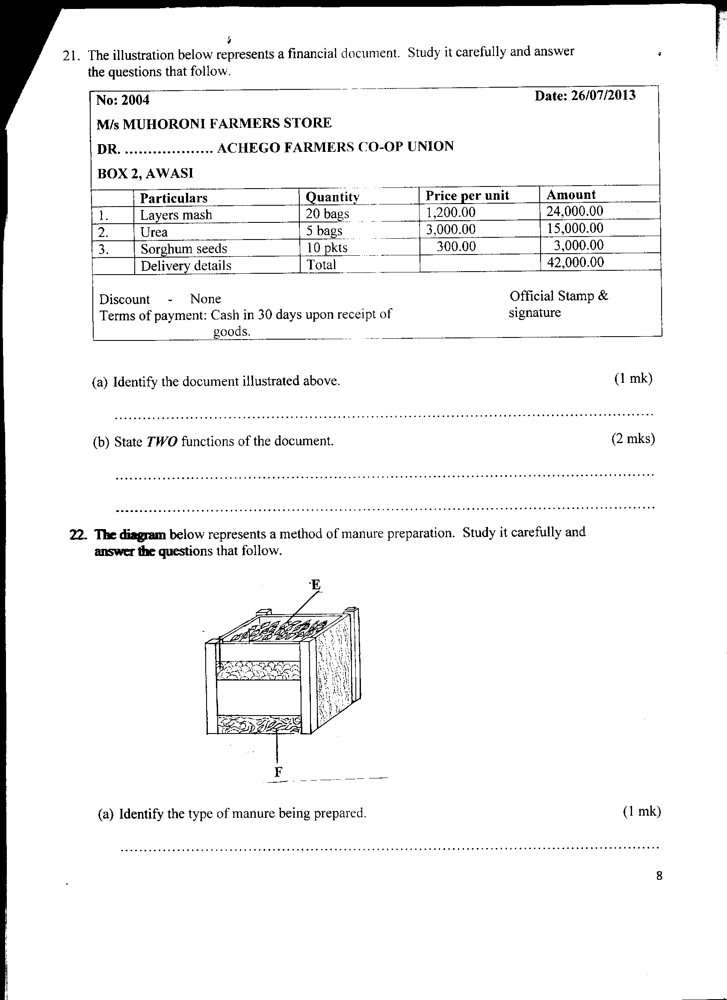 21. The illustration below represents a financial document. Study it carefully and answer
the questions that follow.
No: 2004 Date: 26/07/2013
M/s MUHORONI FARMERS STORE
DR. ................... ACHEGO FARMERS CO-OP UNION
BOX 2, AWASI
Particulars Quantity Price per unit Amount
1. Layers mash 20 bags 1,200.00 24,000.00
2. Urea 5 bags 3,000.00 15,000.00
3. Sorghum seeds 10 pkts 300.00 3,000.00
Delivery details Total 42,000.00
Discount - None Official Stamp &
Terms of payment: Cash in 30 days upon receipt of signature
goods.
(a) Identify the document illustrated above. (1 mk)
(b) State TWO functions of the document. (2 mks)
22. The diagram below represents a method of manure preparation. Study it carefully and
answer the questions that follow.
E
F
(a) Identify the type of manure being prepared. (1 mk)
8